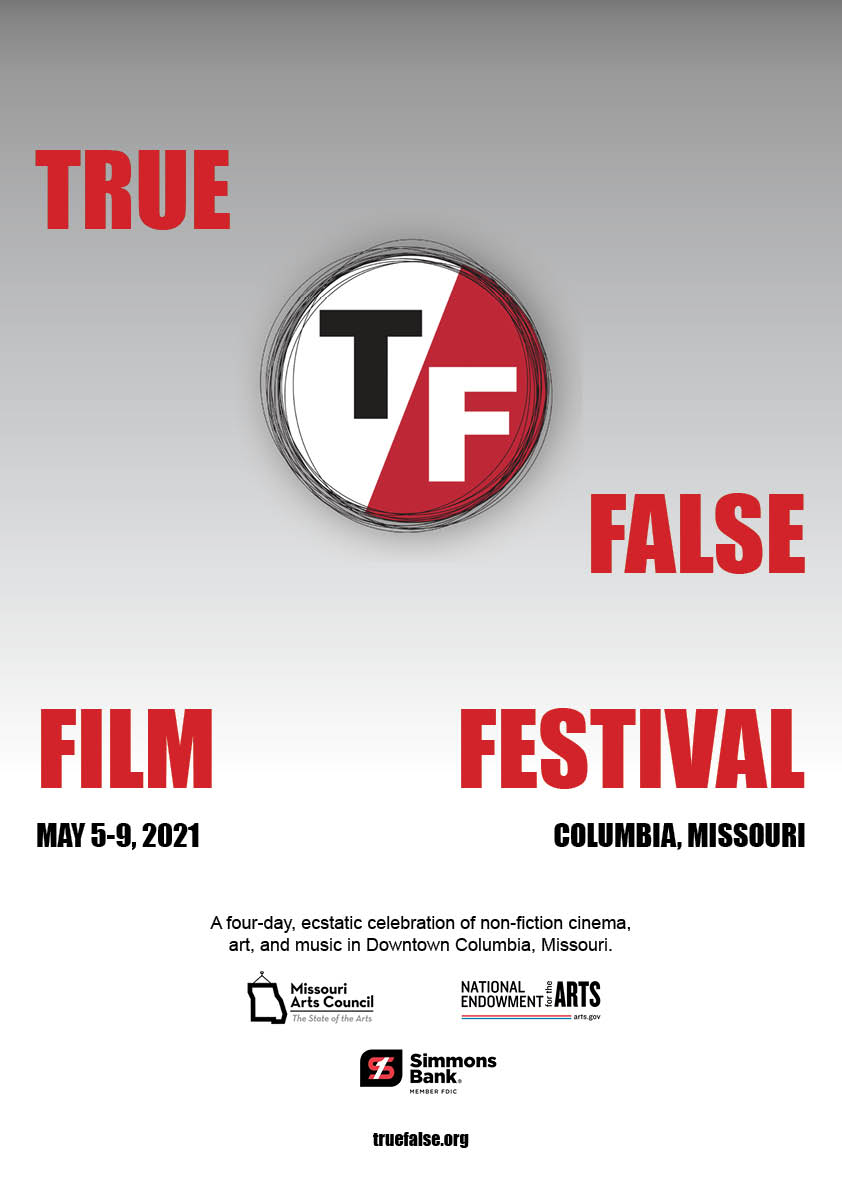 TRUE
T/F
FALSE
FILM FESTIVAL
MAY 5-9, 2021 COLUMBIA, MISSOURI
A four-day, ecstatic celebration of non-fiction cinema,
art, and music in Downtown Columbia, Missouri.
Missouri
Arts Council
The State of the Arts
NATIONAL
ENDOWMENT for the ARTS
arts.gov
Simmons
Bank®
MEMBER FDIC
truefalse.org